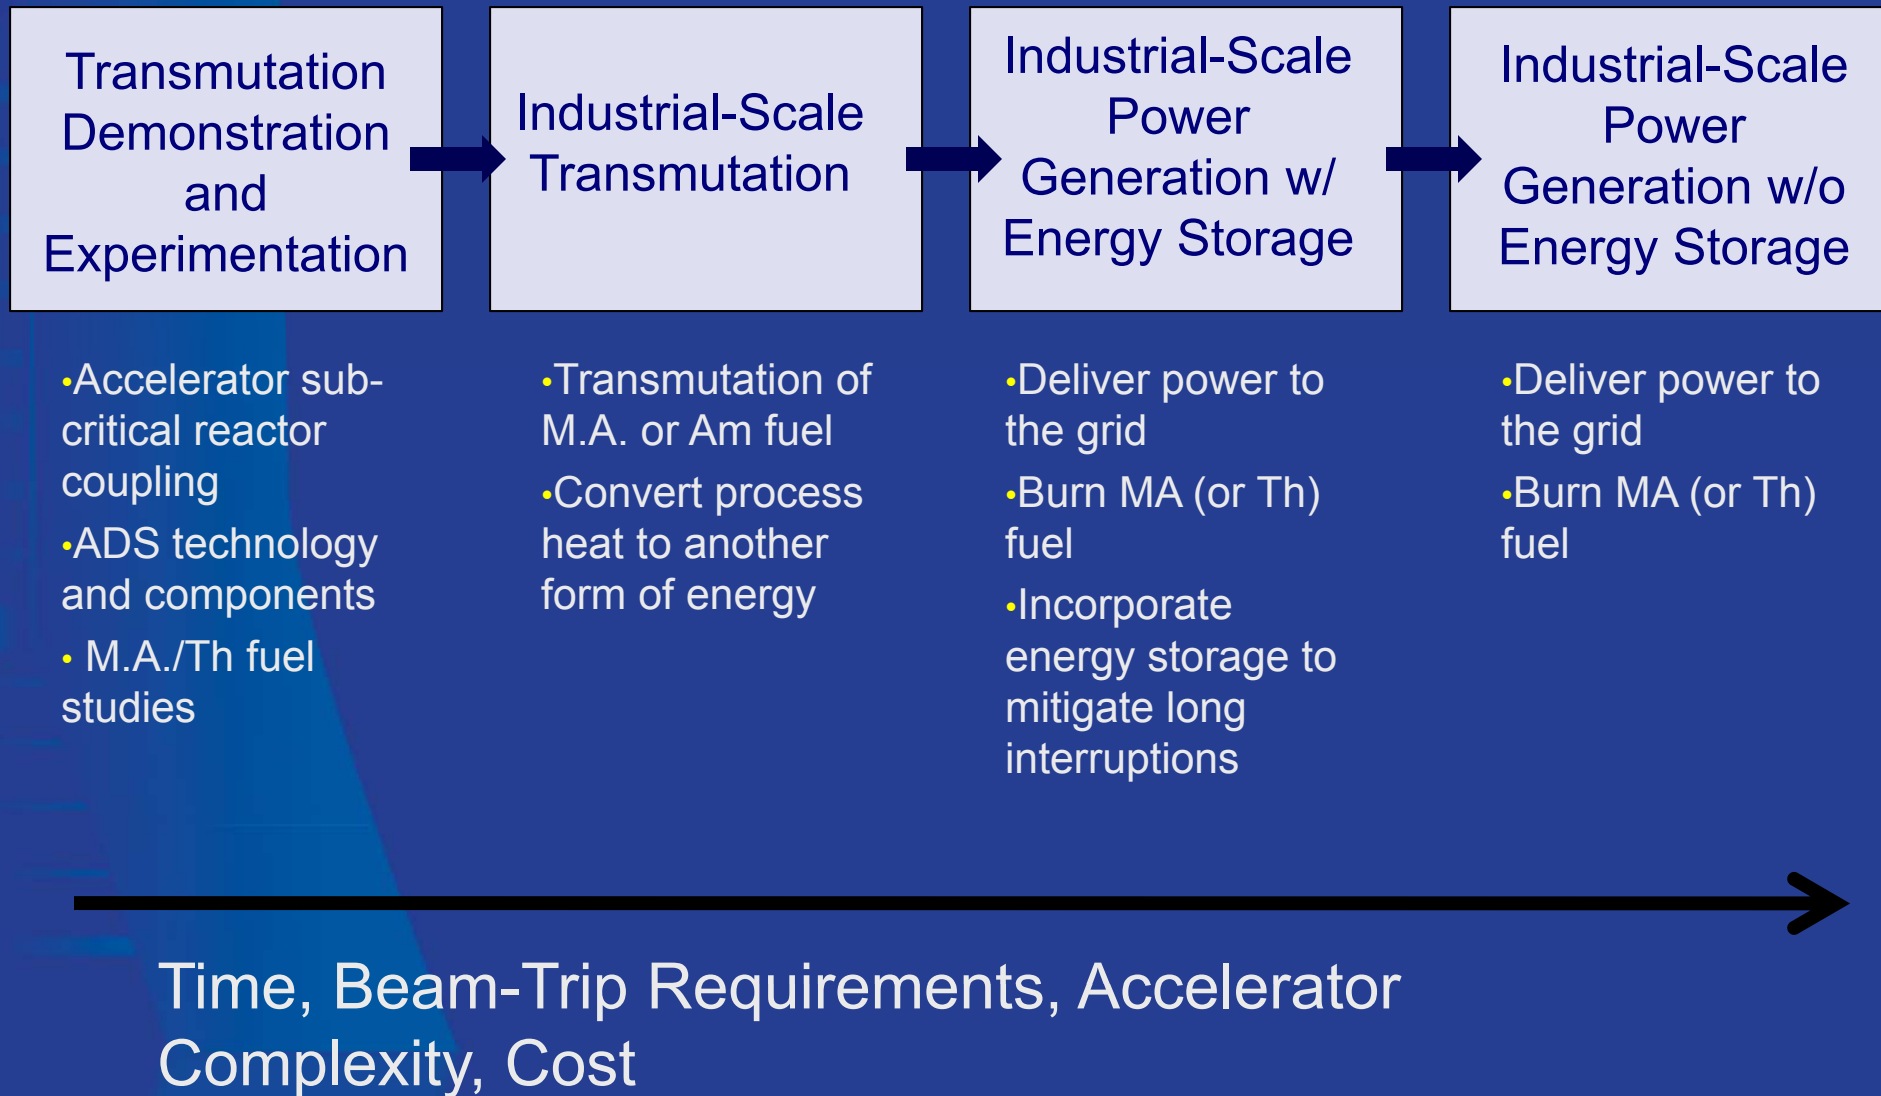 Transmutation
Demonstration
and
Experimentation
Industrial-Scale
Transmutation
Industrial-Scale
Power
Generation w/
Energy Storage
Industrial-Scale
Power
Generation w/o
Energy Storage
•Accelerator sub-
critical reactor
coupling
•ADS technology
and components
• M.A./Th fuel
studies
•Transmutation of
M.A. or Am fuel
•Convert process
heat to another
form of energy
•Deliver power to
the grid
•Burn MA (or Th)
fuel
•Incorporate
energy storage to
mitigate long
interruptions
•Deliver power to
the grid
•Burn MA (or Th)
fuel
Time, Beam-Trip Requirements, Accelerator
Complexity, Cost